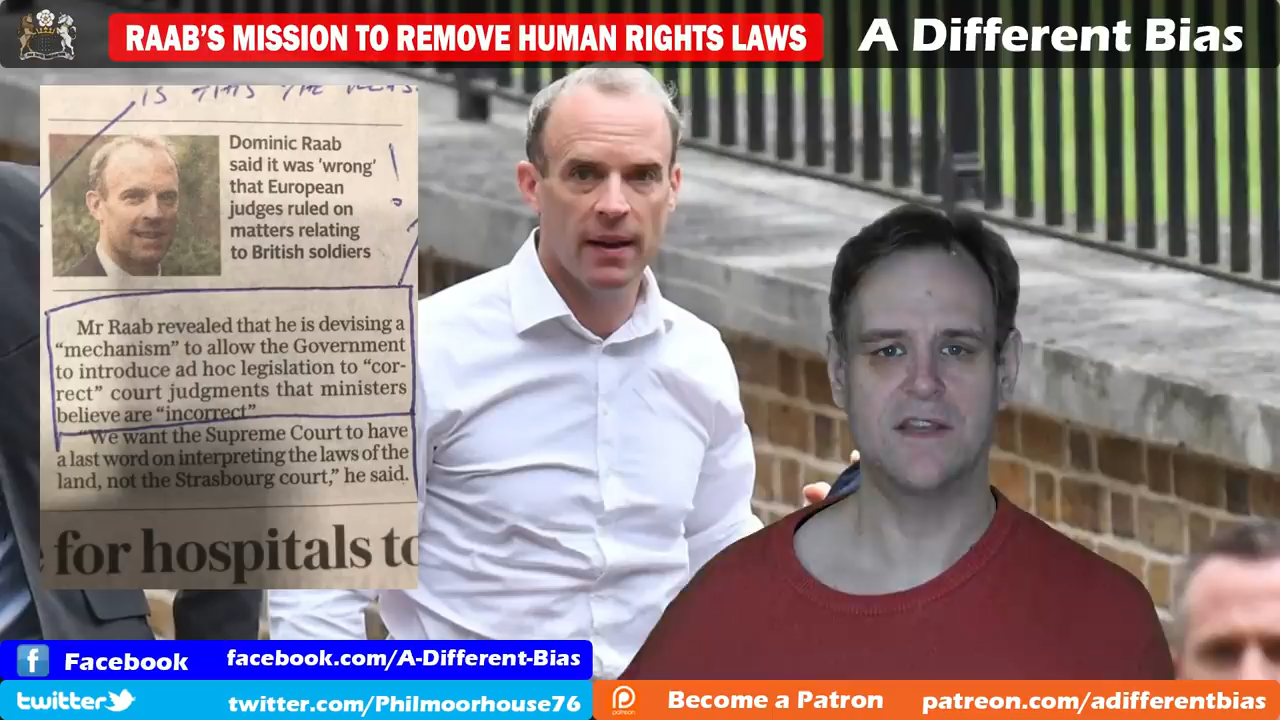 RAAB'S MISSION TO REMOVE HUMAN RIGHTS LAWS
A Different Bias
IS THIS THE
Dominic Raab
said it was 'wrong'
that European
judges ruled on
matters relating
to British soldiers
Mr Raab revealed that he is devising a
"mechanism" to allow the Government
to introduce ad hoc legislation to "cor-
rect" court judgments that ministers
believe are "incorrect"
"We want the Supreme Court to have
a last word on interpreting the laws of the
land, not the Strasbourg court," he said.
for hospitals to
Facebook
facebook.com/A-Different-Bias
twitter
twitter.com/Philmoorhouse76
Become a Patron
patreon.com/adifferentbias